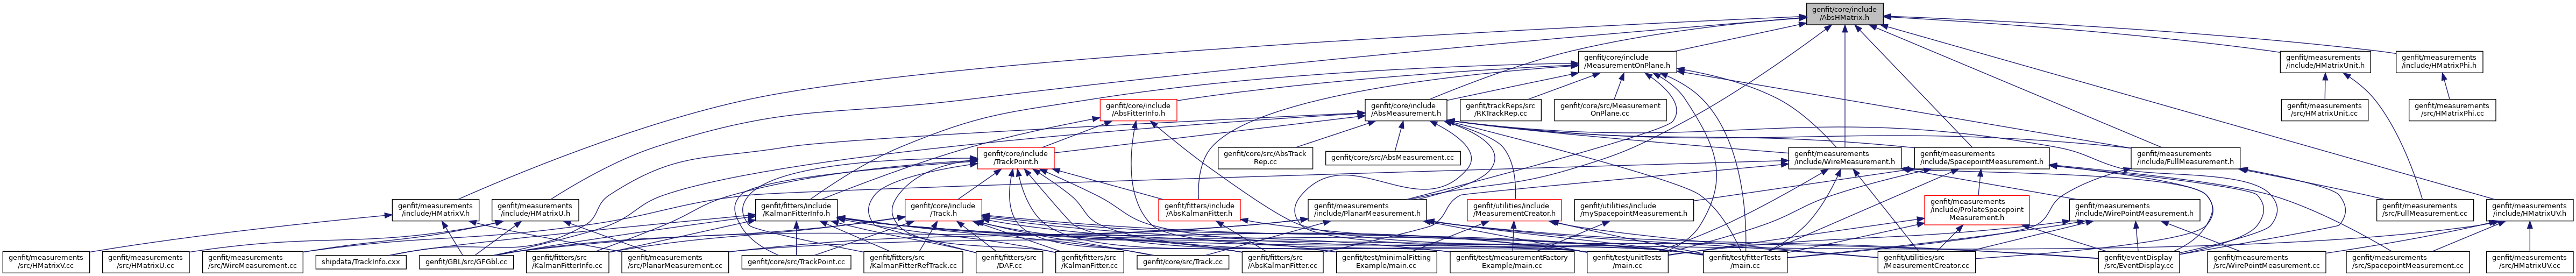 genfit/core/include
/AbsHMatrix.h
genfit/core/include
/MeasurementOnPlane.h
genfit/measurements
/include/HMatrixUnit.h
genfit/measurements
/include/HMatrixPhi.h
genfit/core/include
/AbsFitterInfo.h
genfit/core/include
/AbsMeasurement.h
genfit/trackReps/src
/RKTrackRep.cc
genfit/core/src/Measurement
OnPlane.cc
genfit/measurements
/src/HMatrixUnit.cc
genfit/measurements
/src/HMatrixPhi.cc
genfit/core/include
/TrackPoint.h
genfit/core/src/AbsTrack
Rep.cc
genfit/core/src/AbsMeasurement.cc
genfit/measurements
/include/WireMeasurement.h
genfit/measurements
/include/SpacepointMeasurement.h
genfit/measurements
/include/FullMeasurement.h
genfit/measurements
/include/HMatrixV.h
genfit/measurements
/include/HMatrixU.h
genfit/fitters/include
/KalmanFitterInfo.h
genfit/core/include
/Track.h
genfit/fitters/include
/AbsKalmanFitter.h
genfit/measurements
/include/PlanarMeasurement.h
genfit/utilities/include
/MeasurementCreator.h
genfit/utilities/include
/mySpacepointMeasurement.h
genfit/measurements
/include/ProlateSpacepoint
Measurement.h
genfit/measurements
/include/WirePointMeasurement.h
genfit/measurements
/src/FullMeasurement.cc
genfit/measurements
/include/HMatrixUV.h
genfit/measurements
/src/HMatrixV.cc
genfit/measurements
/src/HMatrixU.cc
genfit/measurements
/src/WireMeasurement.cc
shipdata/TrackInfo.cxx
genfit/GBL/src/GFGbl.cc
genfit/fitters/src
/KalmanFitterInfo.cc
genfit/measurements
/src/PlanarMeasurement.cc
genfit/core/src/TrackPoint.cc
genfit/fitters/src
/KalmanFitterRefTrack.cc
genfit/fitters/src
/DAF.cc
genfit/fitters/src
/KalmanFitter.cc
genfit/core/src/Track.cc
genfit/fitters/src
/AbsKalmanFitter.cc
genfit/test/minimalFitting
Example/main.cc
genfit/test/measurementFactory
Example/main.cc
genfit/test/unitTests
/main.cc
genfit/test/fitterTests
/main.cc
genfit/utilities/src
/MeasurementCreator.cc
genfit/eventDisplay
/src/EventDisplay.cc
genfit/measurements
/src/WirePointMeasurement.cc
genfit/measurements
/src/SpacepointMeasurement.cc
genfit/measurements
/src/HMatrixUV.cc